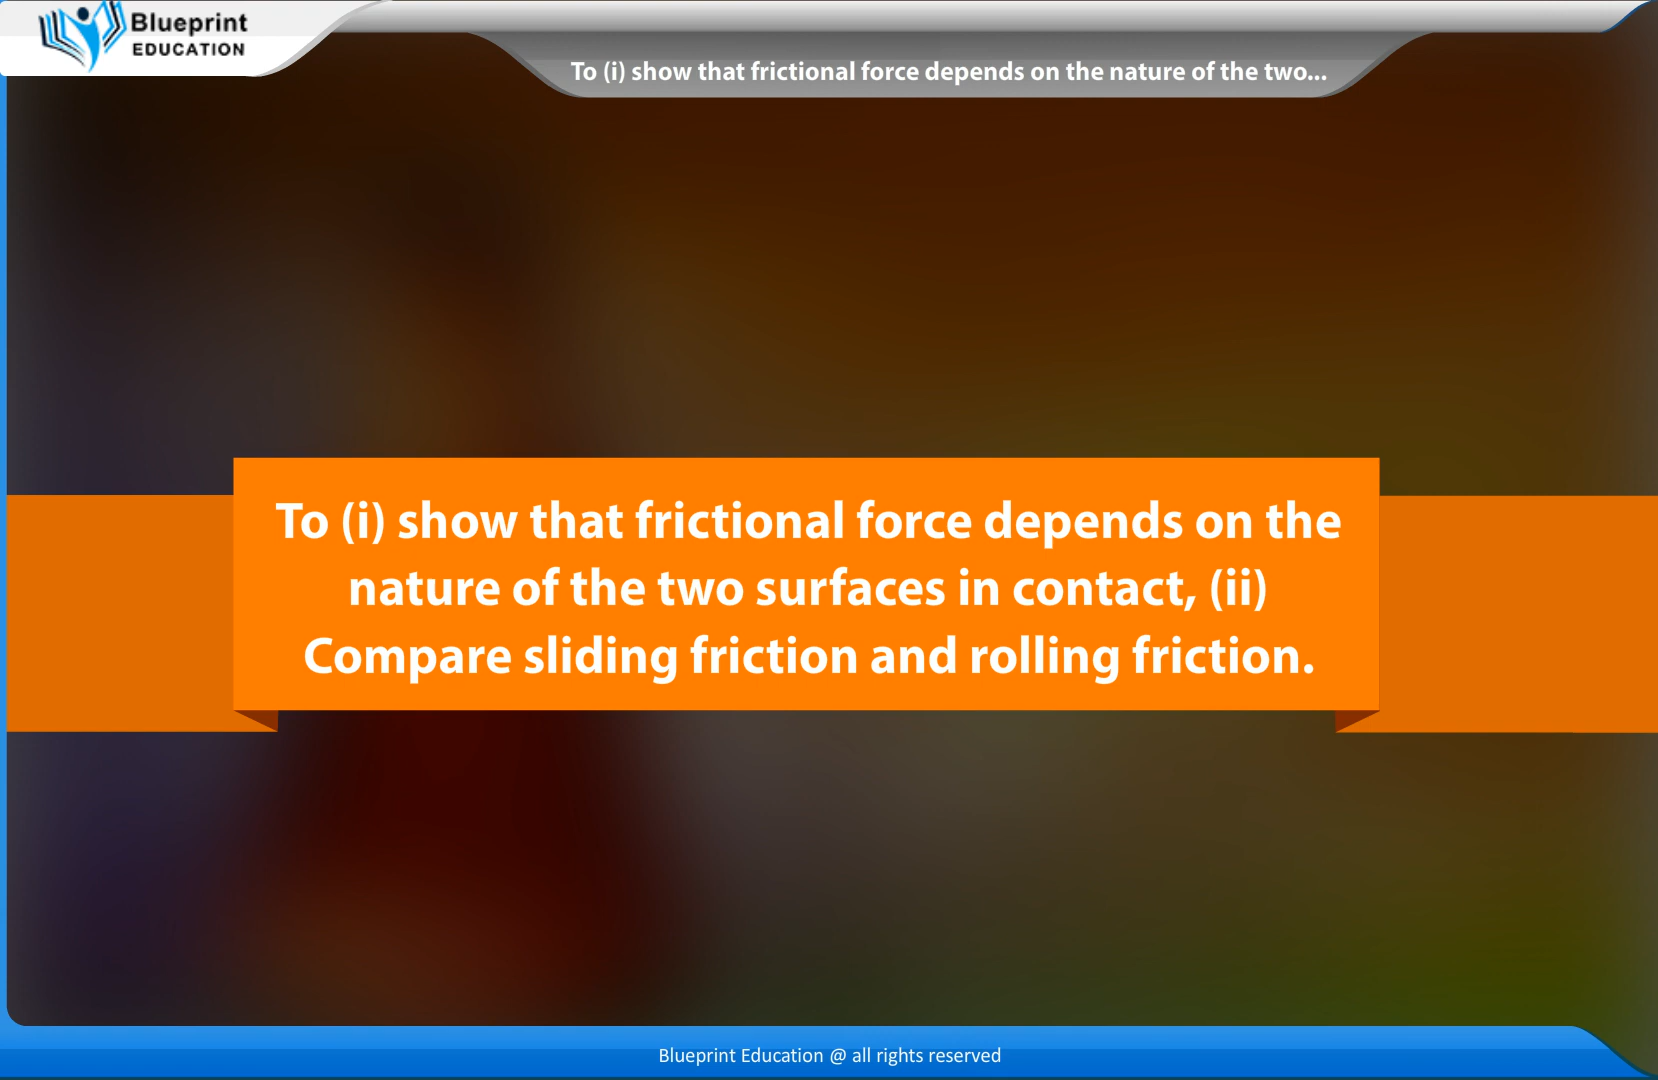 Blueprint
EDUCATION
To (i) show that frictional force depends on the nature of the two...
To (i) show that frictional force depends on the
nature of the two surfaces in contact, (ii)
Compare sliding friction and rolling friction.
Blueprint Education @ all rights reserved